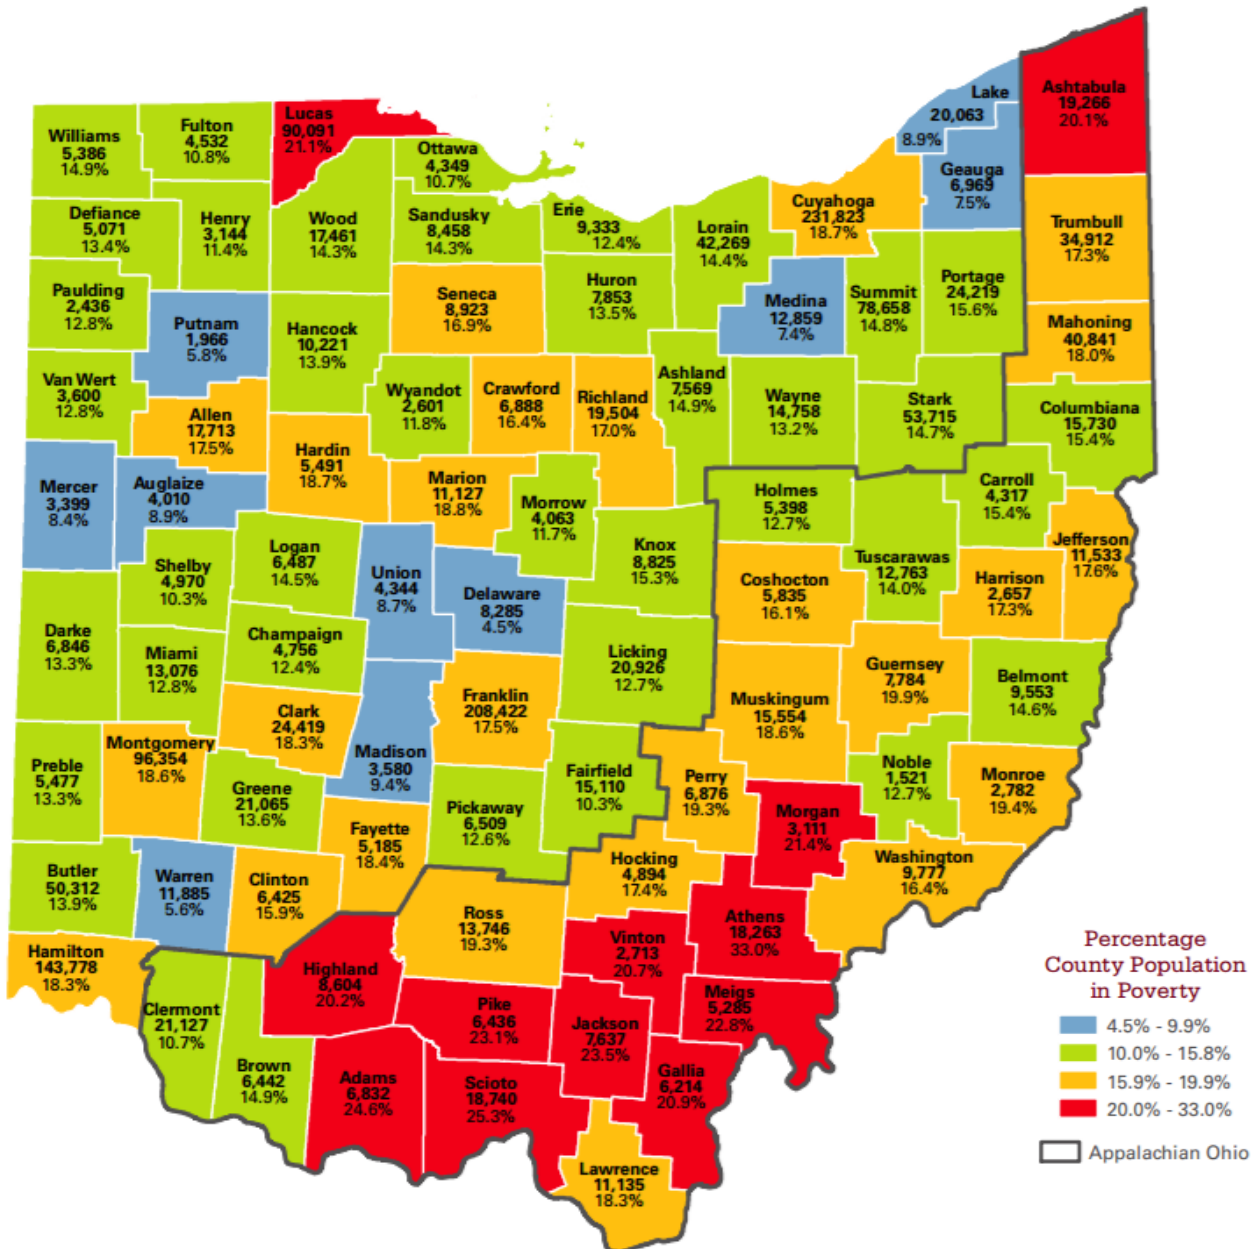 Williams
5,386
14.9%
Fulton
4,532
10.8%
Lucas
90,091
21.1%
Ottawa
4,349
10.7%
Lake
20,063
8.9%
Ashtabula
19,266
20.1%
Geauga
6,969
7.5%
Cuyahoga
231,823
18.7%
Trumbull
34,912
17.3%
Defiance
5,071
13.4%
Henry
3,144
11.4%
Wood
17,461
14.3%
Sandusky
8,458
14.3%
Erie
9,333
12.4%
Lorain
42,269
14.4%
Huron
7,853
13.5%
Medina
12,859
7.4%
Summit
78,658
14.8%
Portage
24,219
15.6%
Mahoning
40,841
18.0%
Paulding
2,436
12.8%
Putnam
1,966
5.8%
Hancock
10,221
13.9%
Seneca
8,923
16.9%
Van Wert
3,600
12.8%
Allen
17,713
17.5%
Wyandot
2,601
11.8%
Crawford
6,888
16.4%
Richland
19,504
17.0%
Ashland
7,569
14.9%
Wayne
14,758
13.2%
Stark
53,715
14.7%
Columbiana
15,730
15.4%
Mercer
3,399
8.4%
Auglaize
4,010
8.9%
Hardin
5,491
18.7%
Marion
11,127
18.8%
Morrow
4,063
11.7%
Holmes
5,398
12.7%
Carroll
4,317
15.4%
Jefferson
11,533
17.6%
Shelby
4,970
10.3%
Logan
6,487
14.5%
Union
4,344
8.7%
Delaware
8,285
4.5%
Knox
8,825
15.3%
Coshocton
5,835
16.1%
Tuscarawas
12,763
14.0%
Harrison
2,657
17.3%
Darke
6,846
13.3%
Miami
13,076
12.8%
Champaign
4,756
12.4%
Licking
20,926
12.7%
Guernsey
7,784
19.9%
Belmont
9,553
14.6%
Clark
24,419
18.3%
Franklin
208,422
17.5%
Muskingum
15,554
18.6%
Preble
5,477
13.3%
Montgomery
96,354
18.6%
Greene
21,065
13.6%
Madison
3,580
9.4%
Pickaway
6,509
12.6%
Fairfield
15,110
10.3%
Perry
6,876
19.3%
Noble
1,521
12.7%
Monroe
2,782
19.4%
Morgan
3,111
21.4%
Fayette
5,185
18.4%
Butler
50,312
13.9%
Warren
11,885
5.6%
Clinton
6,425
15.9%
Hocking
4,894
17.4%
Washington
9,777
16.4%
Ross
13,746
19.3%
Athens
18,263
33.0%
Vinton
2,713
20.7%
Hamilton
143,778
18.3%
Highland
8,604
20.2%
Pike
6,436
23.1%
Jackson
7,637
23.5%
Meigs
5,285
22.8%
Clermont
21,127
10.7%
Brown
6,442
14.9%
Adams
6,832
24.6%
Scioto
18,740
25.3%
Gallia
6,214
20.9%
Lawrence
11,135
18.3%
Percentage
County Population
in Poverty
4.5% - 9.9%
10.0% - 15.8%
15.9% - 19.9%
20.0% - 33.0%
Appalachian Ohio